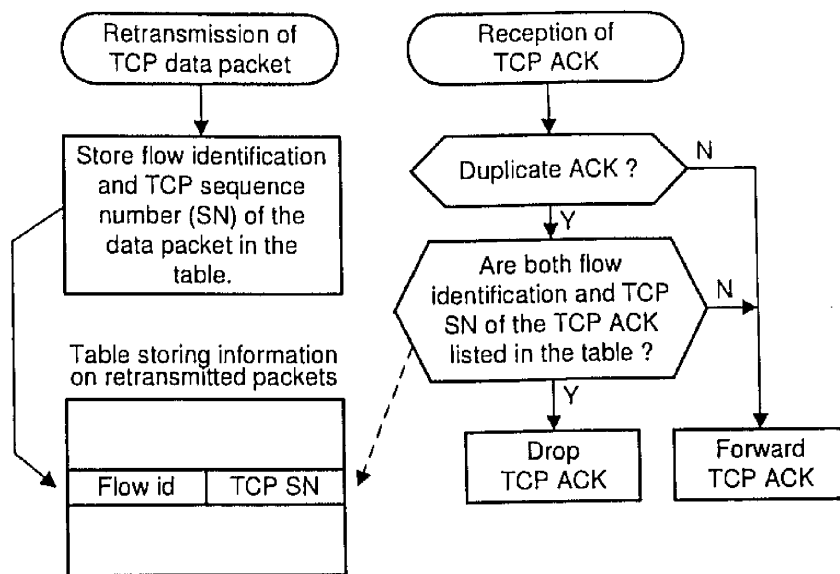 Retransmission of
TCP data packet
Store flow identification
and TCP sequence
number (SN) of the
data packet in the
table.
Table storing information
on retransmitted packets
Flow id
TCP SN
Reception of
TCP ACK
Duplicate ACK ?
N
Y
Are both flow
identification and TCP
SN of the TCP ACK
listed in the table ?
N
Y
Drop
TCP ACK
Forward
TCP ACK